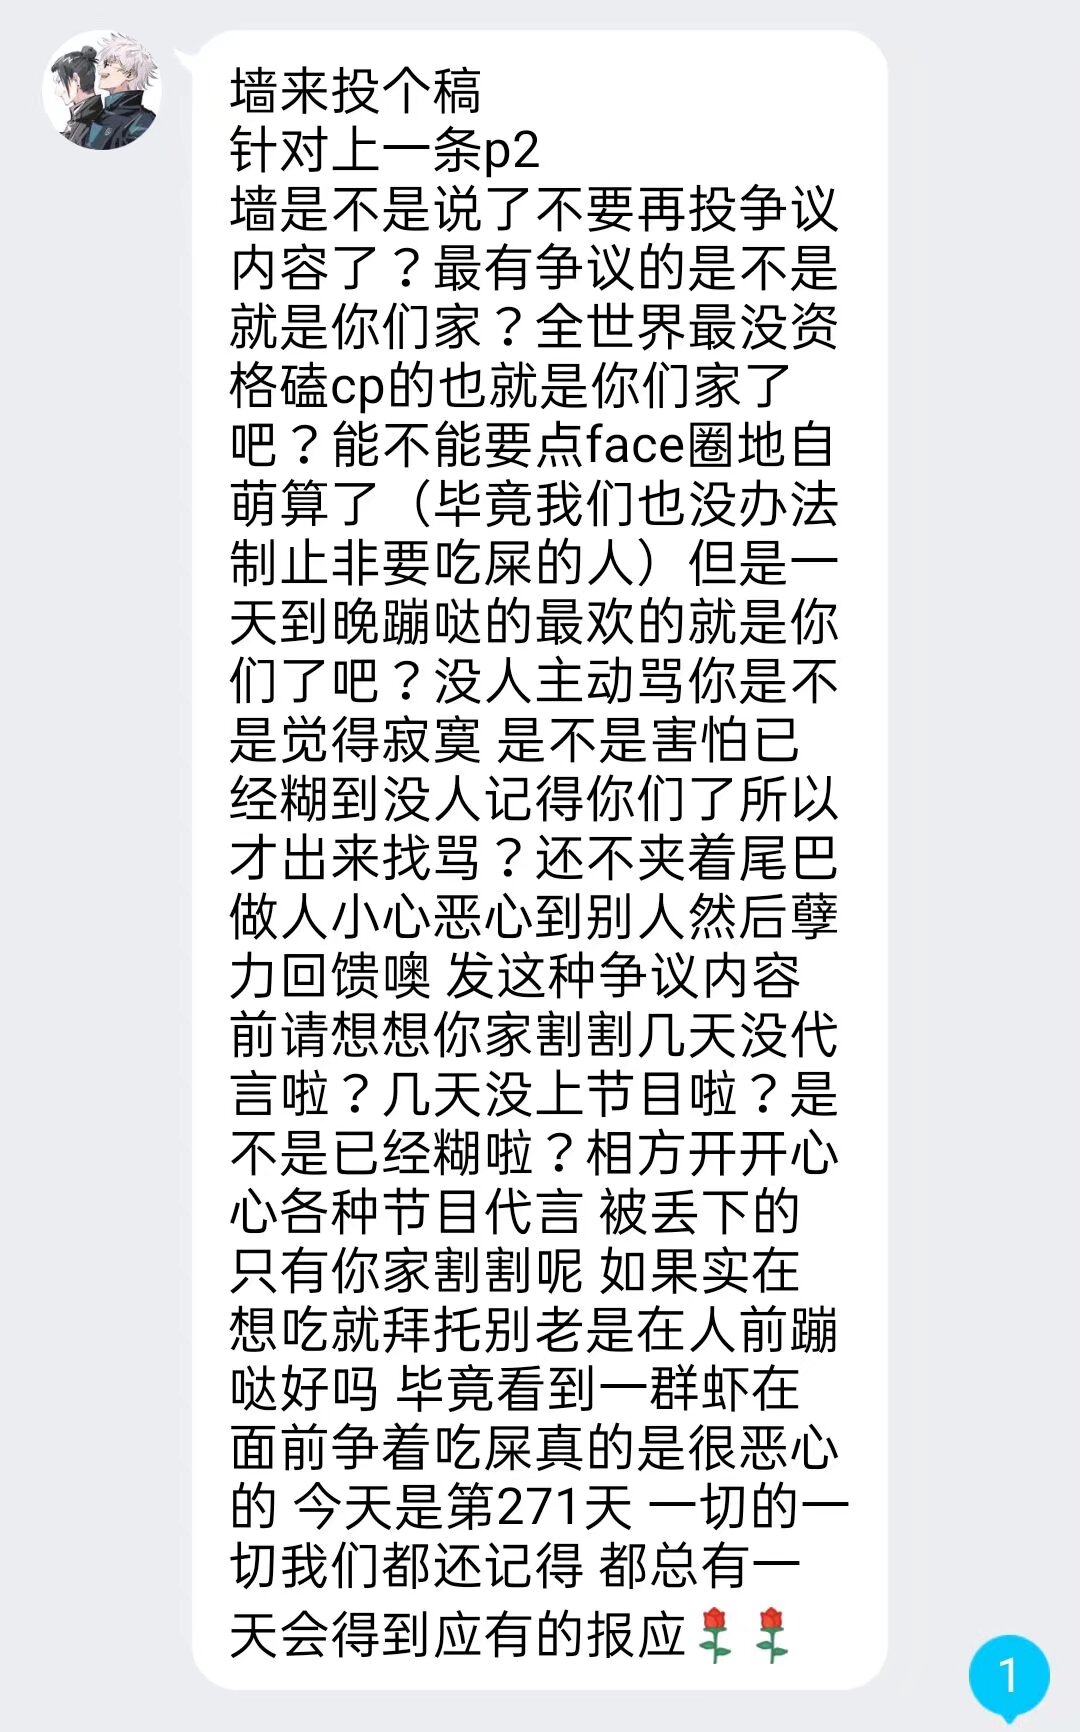 墙来投个稿
针对上一条p2
墙是不是说了不要再投争议
内容了？最有争议的是不是
就是你们家？全世界最没资
格磕cp的也就是你们家了
吧？能不能要点face圈地自
萌算了（毕竟我们也没办法
制止非要吃屎的人）但是一
天到晚蹦哒的最欢的就是你
们了吧？没人主动骂你是不
是觉得寂寞 是不是害怕已
经糊到没人记得你们了所以
才出来找骂？还不夹着尾巴
做人小心恶心到别人然后孽
力回馈噢 发这种争议内容
前请想想你家割割几天没代
言啦？几天没上节目啦？是
不是已经糊啦？相方开开心
心各种节目代言 被丢下的
只有你家割割呢 如果实在
想吃就拜托别老是在人前蹦
哒好吗 毕竟看到一群虾在
面前争着吃屎真的是很恶心
的 今天是第271天 一切的一
切我们都还记得 都总有一
天会得到应有的报应🌹🌹
1